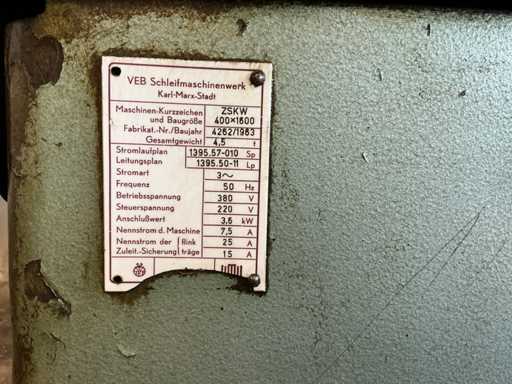 VEB Schleifmaschinenwerk
Karl-Marx-Stadt
Maschinen-Kurzzeichen ZSKW
und Baugröße 400×1600
Fabrikat.-Nr./Baujahr 4262/1963
Gesamtgewicht 4,5 t
Stromlaufplan 1395.57-010 Sp
Leitungsplan 1395.50-11 Lp
Stromart 3~
Frequenz 50 Hz
Betriebsspannung 380 V
Steuerspannung 220 V
Anschlußwert 3,6 kW
Nennstrom d. Maschine 7,5 A
Nennstrom der flink 25 A
Zuleit.-Sicherung träge 15 A